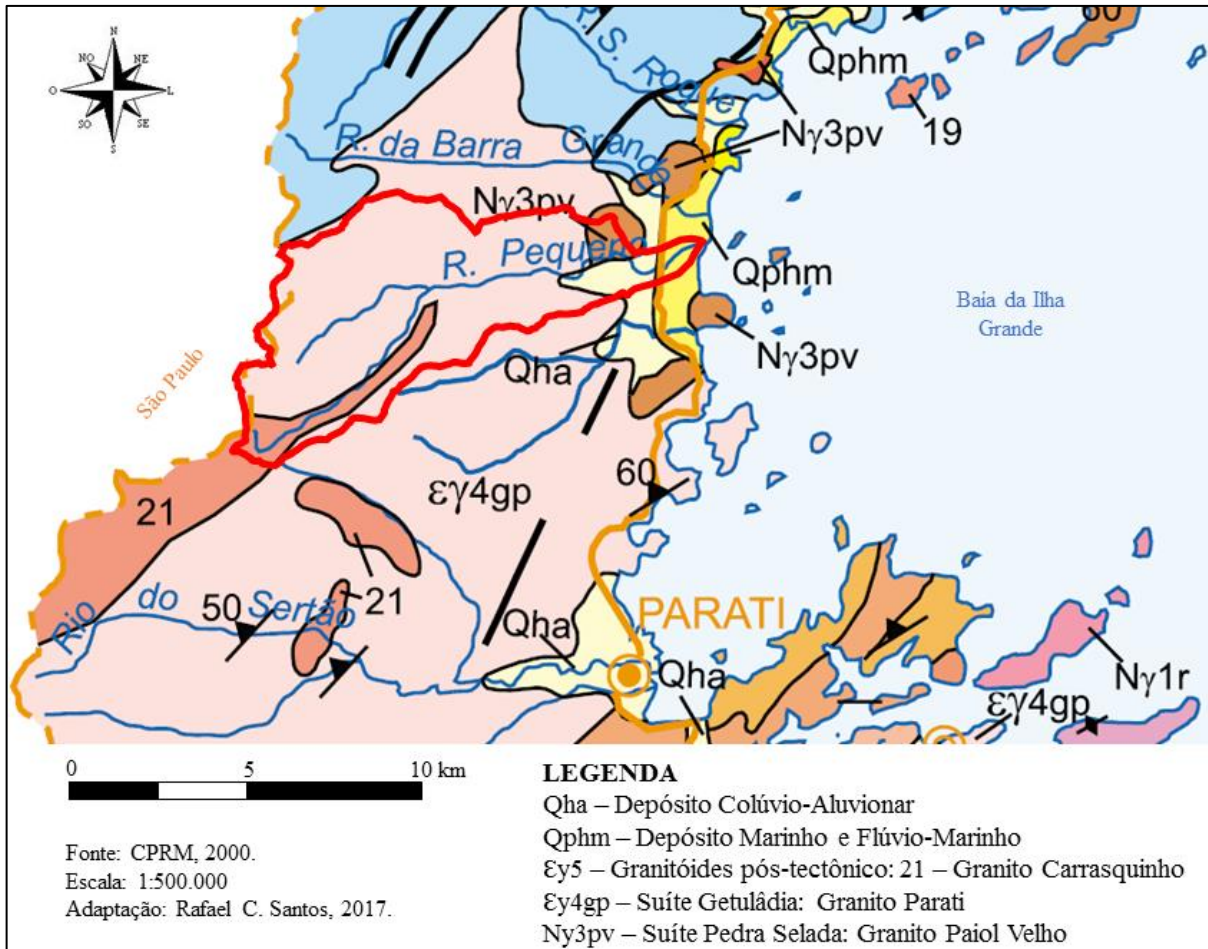 N
NO
NE
O
L
SO
SE
S
R. S. Roque
Qphm
60
19
R. da Barra Grande
Nγ3pv
Nγ3pv
R. Pequeno
Qphm
Baia da Ilha
Grande
Nγ3pv
São Paulo
Qha
60
εγ4gp
21
21
50
Rio do Sertão
PARATI
Qha
Qha
Nγ1r
εγ4gp
0 5 10 km
Fonte: CPRM, 2000.
Escala: 1:500.000
Adaptação: Rafael C. Santos, 2017.
LEGENDA
Qha – Depósito Colúvio-Aluvionar
Qphm – Depósito Marinho e Flúvio-Marinho
Ɛy5 – Granitóides pós-tectônico: 21 – Granito Carrasquinho
Ɛy4gp – Suíte Getulâdia: Granito Parati
Ny3pv – Suíte Pedra Selada: Granito Paiol Velho